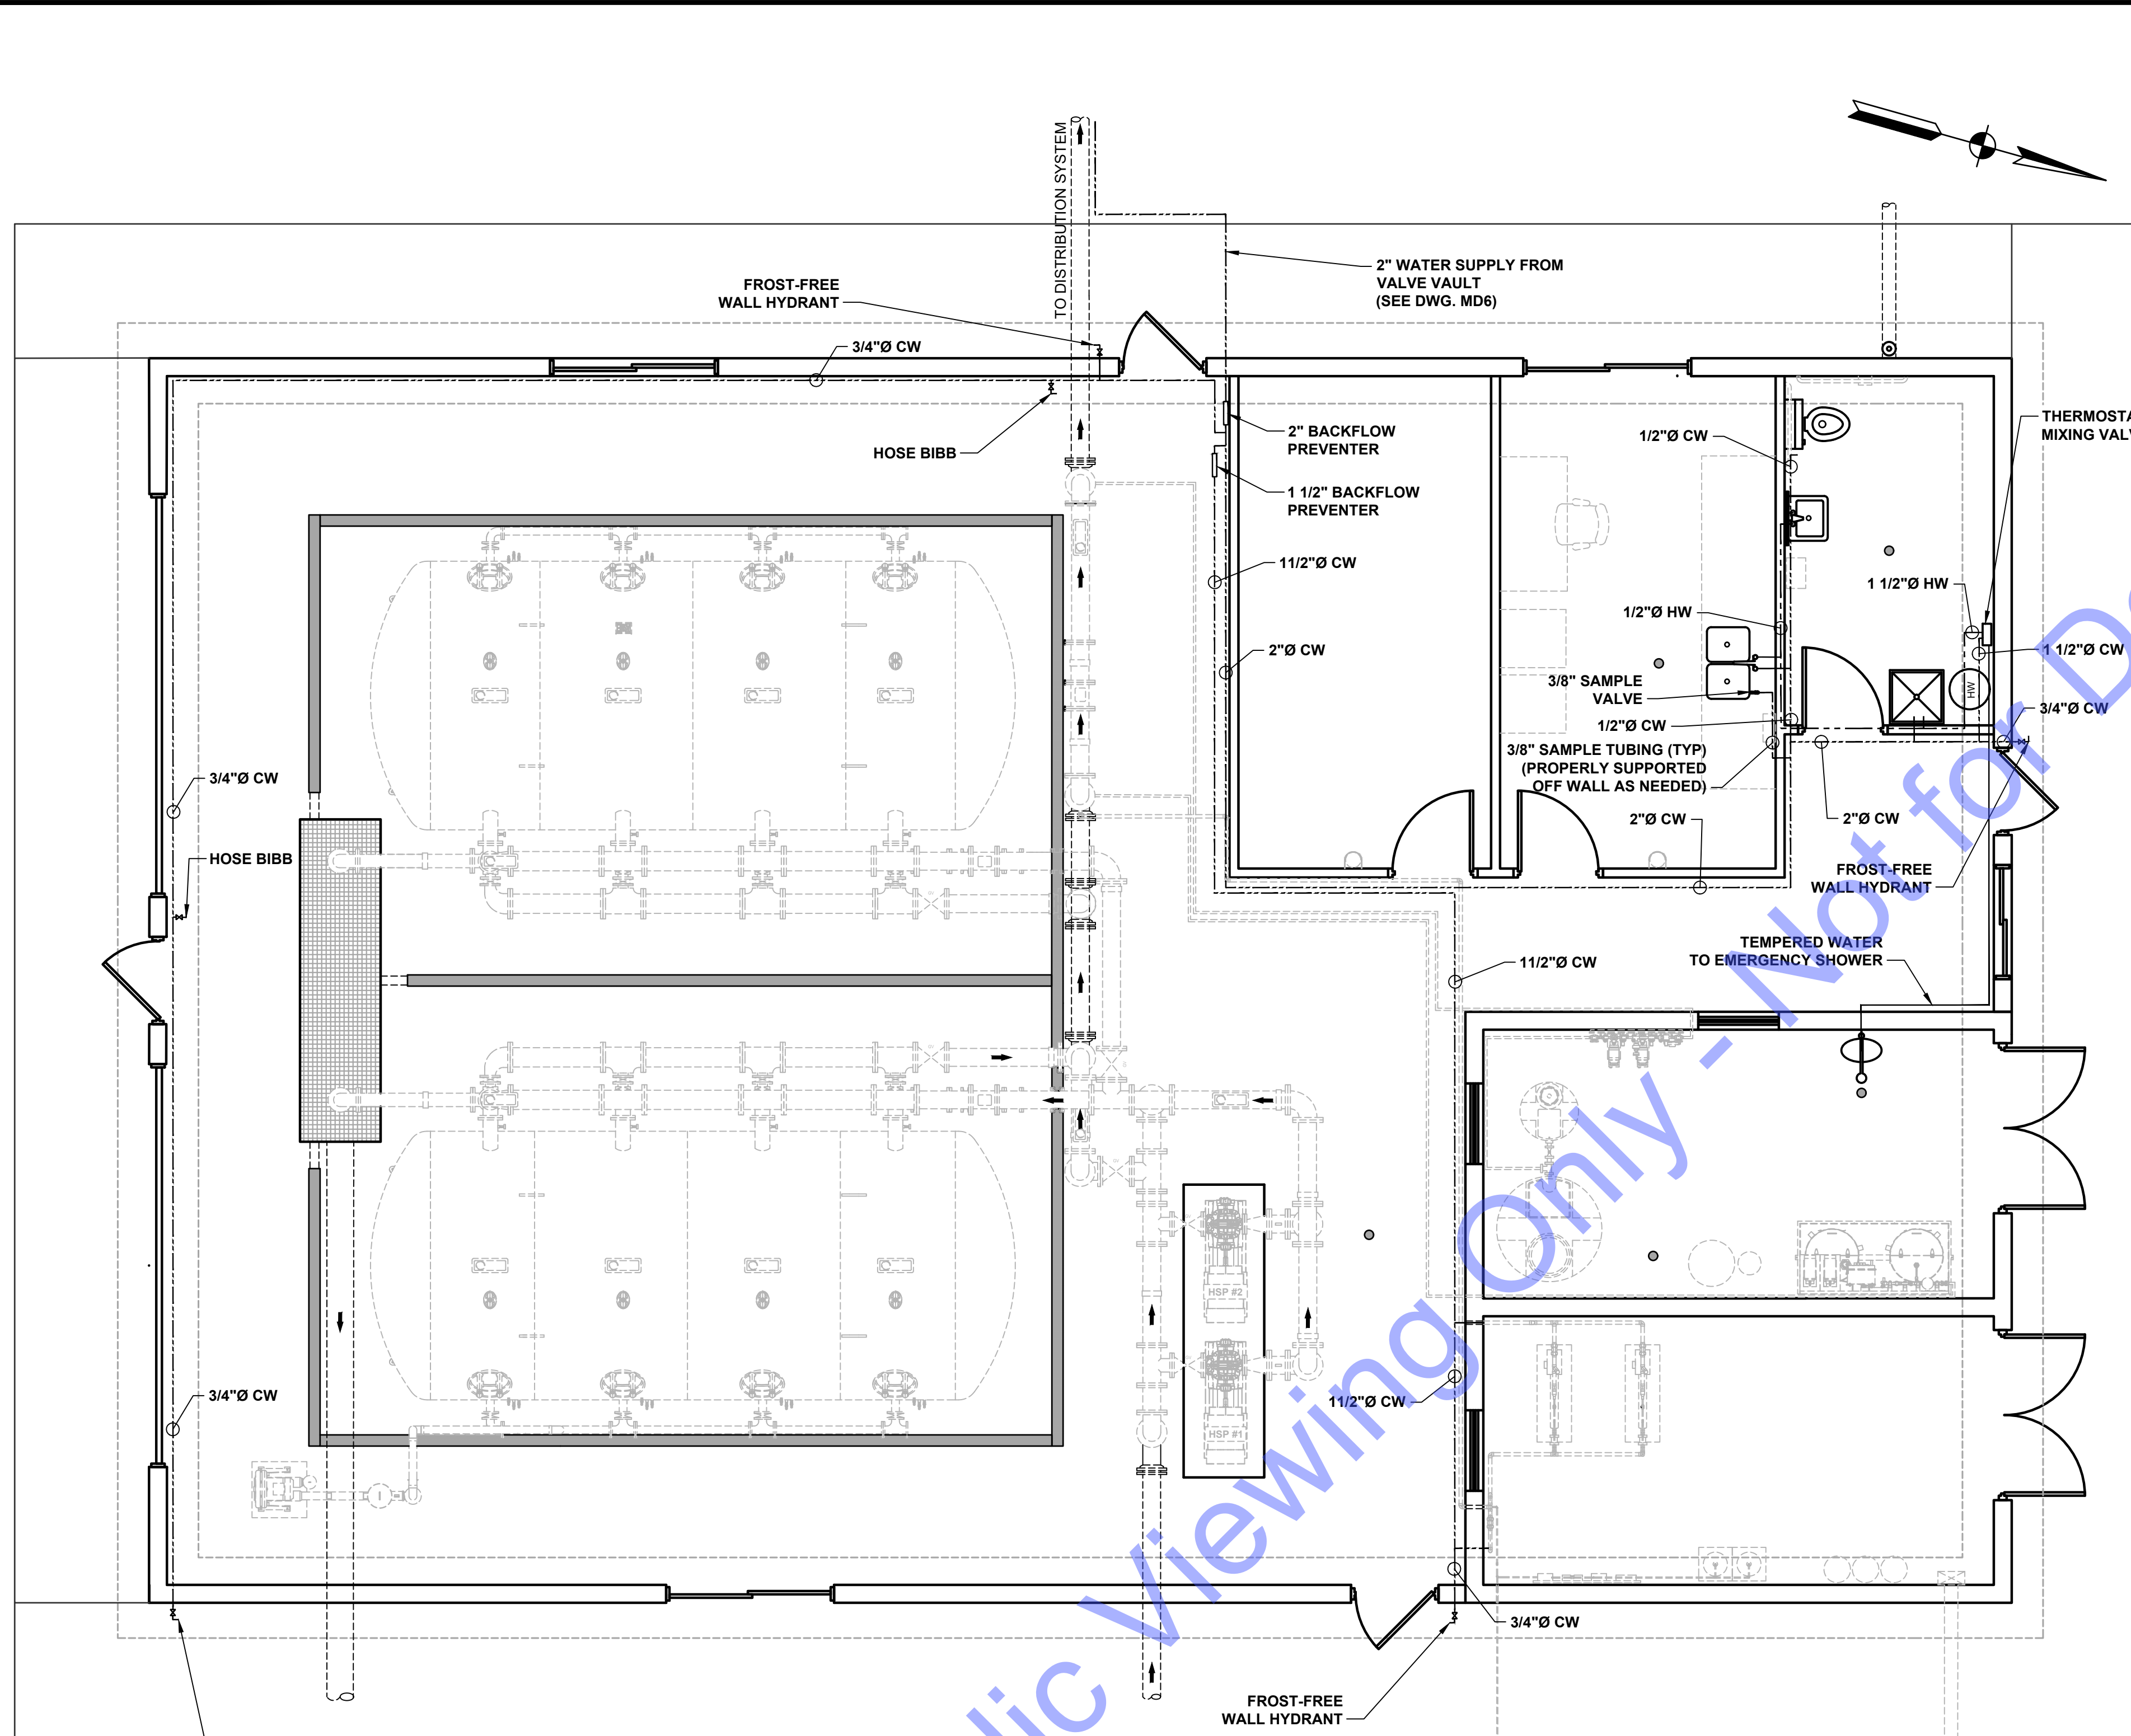 TO DISTRIBUTION SYSTEM
2" WATER SUPPLY FROM
VALVE VAULT
(SEE DWG. MD6)
FROST-FREE
WALL HYDRANT
3/4"Ø CW
HOSE BIBB
2" BACKFLOW
PREVENTER
1 1/2" BACKFLOW
PREVENTER
1/2"Ø CW
THERMOSTA
MIXING VALV
11/2"Ø CW
1 1/2"Ø HW
1/2"Ø HW
2"Ø CW
1 1/2"Ø CW
3/8" SAMPLE
VALVE
HW
3/4"Ø CW
1/2"Ø CW
3/8" SAMPLE TUBING (TYP)
(PROPERLY SUPPORTED
OFF WALL AS NEEDED)
3/4"Ø CW
2"Ø CW
2"Ø CW
HOSE BIBB
FROST-FREE
WALL HYDRANT
TEMPERED WATER
TO EMERGENCY SHOWER
11/2"Ø CW
HSP #2
3/4"Ø CW
11/2"Ø CW
HSP #1
3/4"Ø CW
FROST-FREE
WALL HYDRANT
lic Viewing Only - Not for D